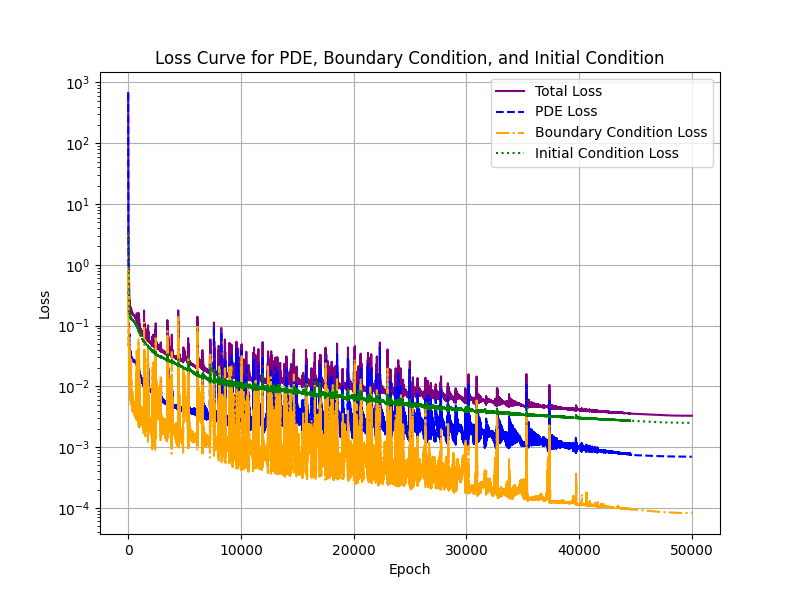 Loss Curve for PDE, Boundary Condition, and Initial Condition
Total Loss
PDE Loss
Boundary Condition Loss
Initial Condition Loss
10³
10²
10¹
10⁰
10⁻¹
10⁻²
10⁻³
10⁻⁴
Loss
0 10000 20000 30000 40000 50000
Epoch